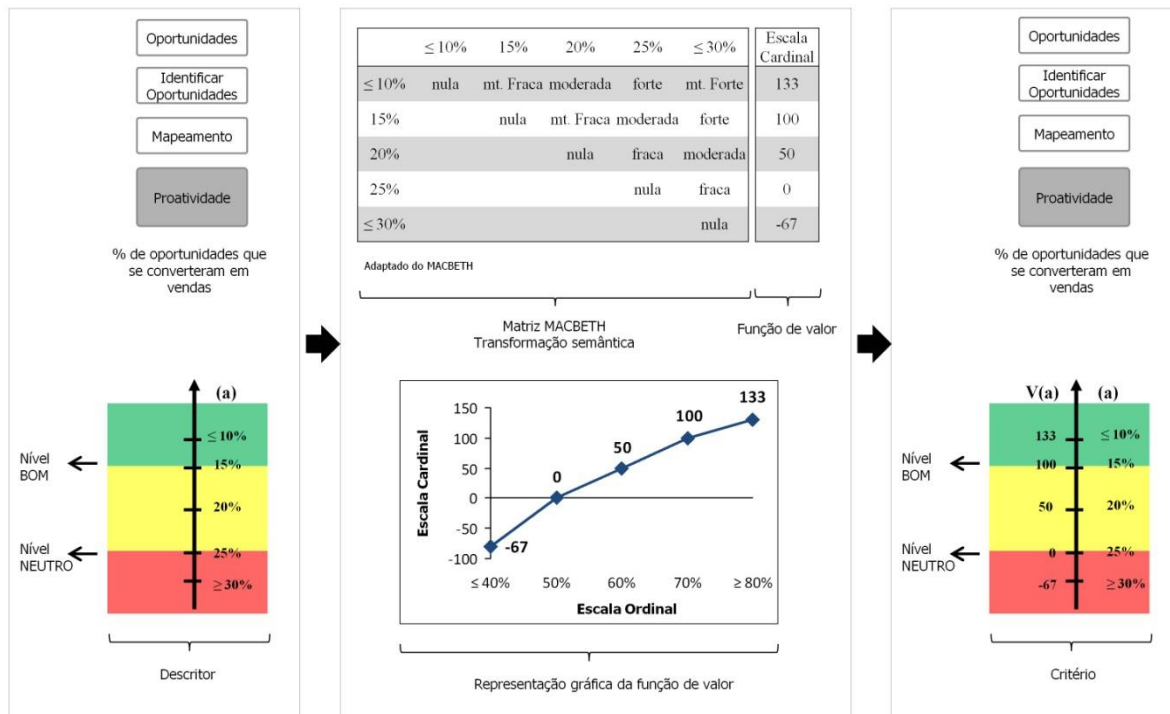 Oportunidades
Identificar
Oportunidades
Mapeamento
Proatividade
% de oportunidades que
se converteram em
vendas
(a)
≤ 10%
15%
20%
25%
≥ 30%
Nível
BOM
Nível
NEUTRO
Descritor
≤ 10% 15% 20% 25% ≤ 30% Escala
Cardinal
≤ 10% nula mt. Fraca moderada forte mt. Forte 133
15% nula mt. Fraca moderada forte 100
20% nula fraca moderada 50
25% nula fraca 0
≤ 30% nula -67
Adaptado do MACBETH
Matriz MACBETH
Transformação semântica
Função de valor
Escala Cardinal
150
100
50
0
-50
-100
-67
0
50
100
133
≤ 40% 50% 60% 70% ≥ 80%
Escala Ordinal
Representação gráfica da função de valor
Oportunidades
Identificar
Oportunidades
Mapeamento
Proatividade
% de oportunidades que
se converteram em
vendas
V(a) (a)
133 ≤ 10%
100 15%
50 20%
0 25%
-67 ≥ 30%
Nível
BOM
Nível
NEUTRO
Critério